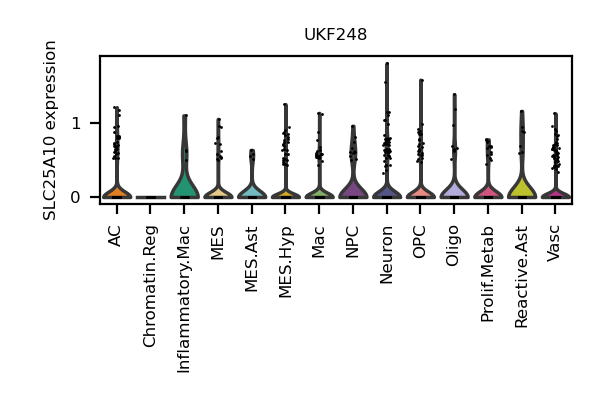 UKF248
SLC25A10 expression
1
0
AC
Chromatin.Reg
Inflammatory.Mac
MES
MES.Ast
MES.Hyp
Mac
NPC
Neuron
OPC
Oligo
Prolif.Metab
Reactive.Ast
Vasc